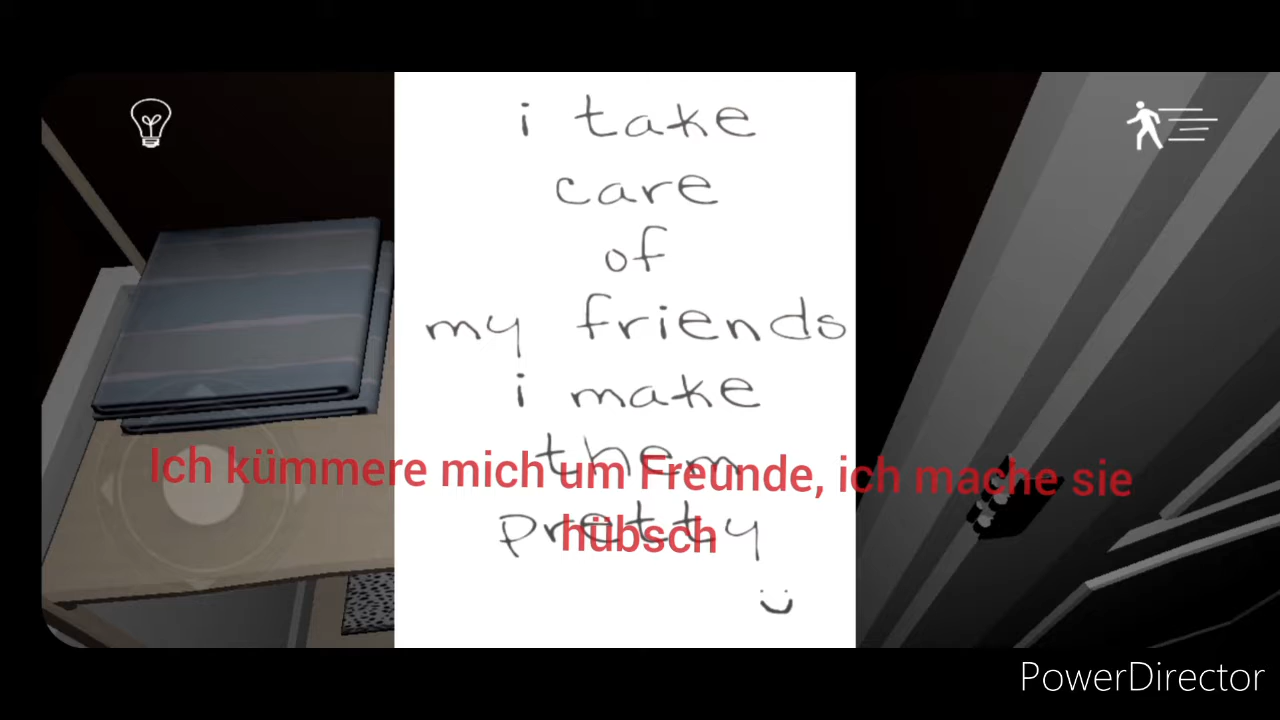 i take
care
of
my friends
i make
them
pretty
Ich kümmere mich um Freunde, ich mache sie
hübsch
PowerDirector